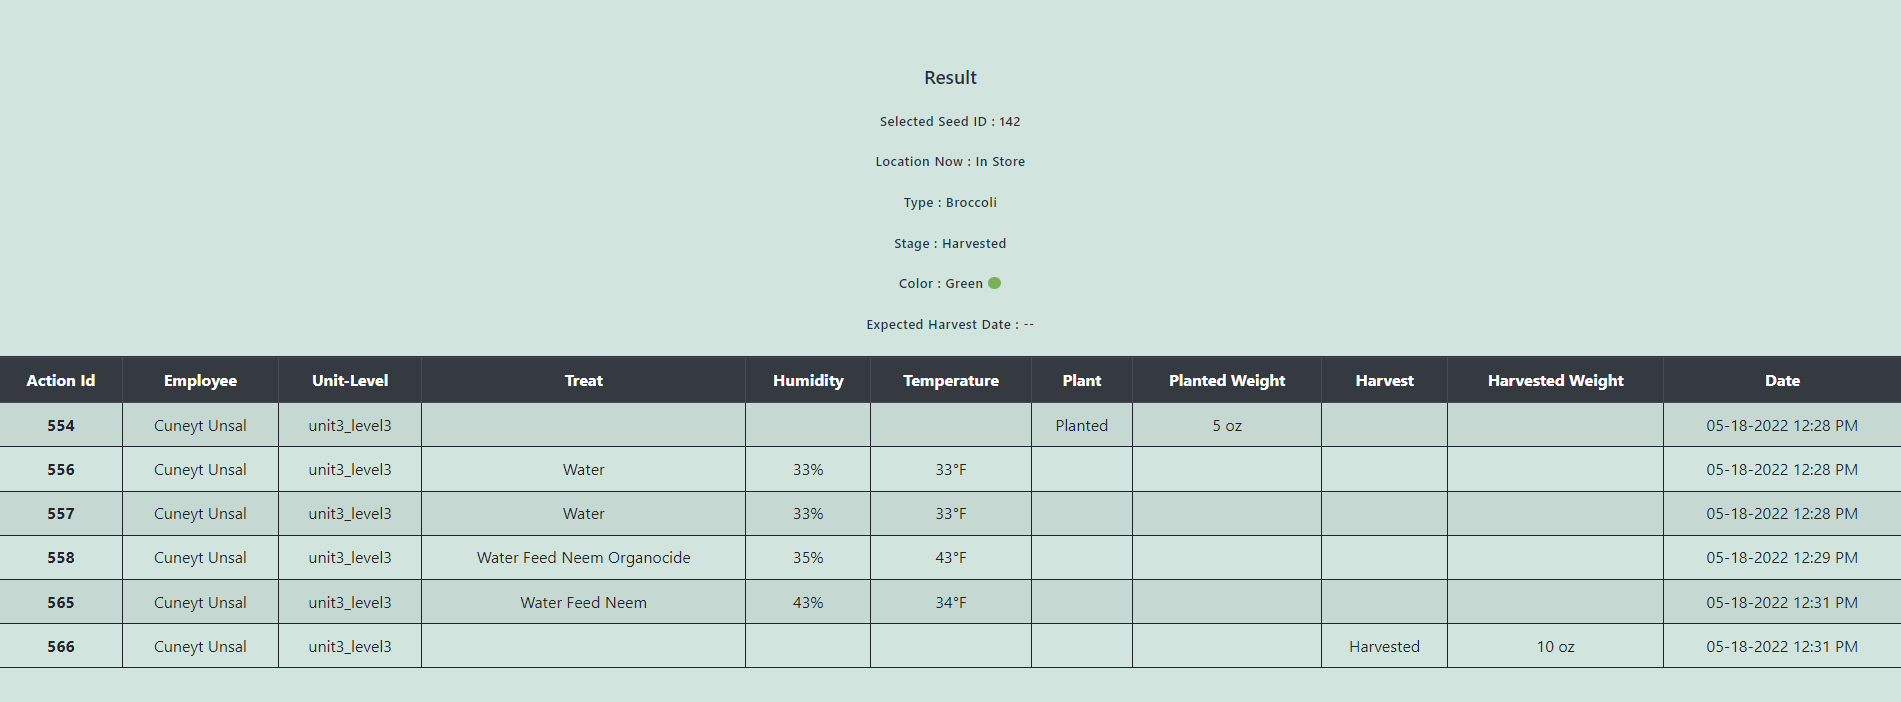 Result
Selected Seed ID : 142
Location Now : In Store
Type : Broccoli
Stage : Harvested
Color : Green
Expected Harvest Date : --
Action Id Employee Unit-Level Treat Humidity Temperature Plant Planted Weight Harvest Harvested Weight Date
554 Cuneyt Unsal unit3_level3 Planted 5 oz 05-18-2022 12:28 PM
556 Cuneyt Unsal unit3_level3 Water 33% 33°F 05-18-2022 12:28 PM
557 Cuneyt Unsal unit3_level3 Water 33% 33°F 05-18-2022 12:28 PM
558 Cuneyt Unsal unit3_level3 Water Feed Neem Organocide 35% 43°F 05-18-2022 12:29 PM
565 Cuneyt Unsal unit3_level3 Water Feed Neem 43% 34°F 05-18-2022 12:31 PM
566 Cuneyt Unsal unit3_level3 Harvested 10 oz 05-18-2022 12:31 PM